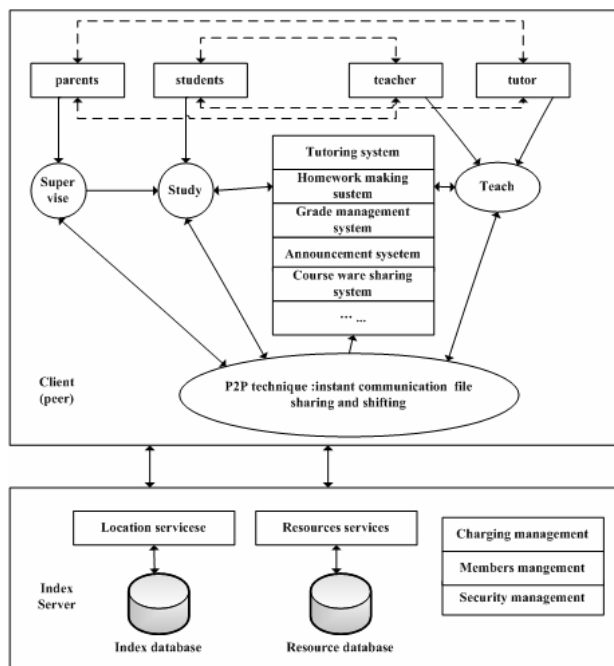 parents
students
teacher
tutor
Super
vise
Study
Tutoring system
Homework making
sustem
Grade management
system
Announcement sysetem
Course ware sharing
system
... ...
Teach
P2P technique :instant communication file
sharing and shifting
Client
(peer)
Location servicese
Resources services
Charging management
Members mengement
Security management
Index
Server
Index database
Resource database